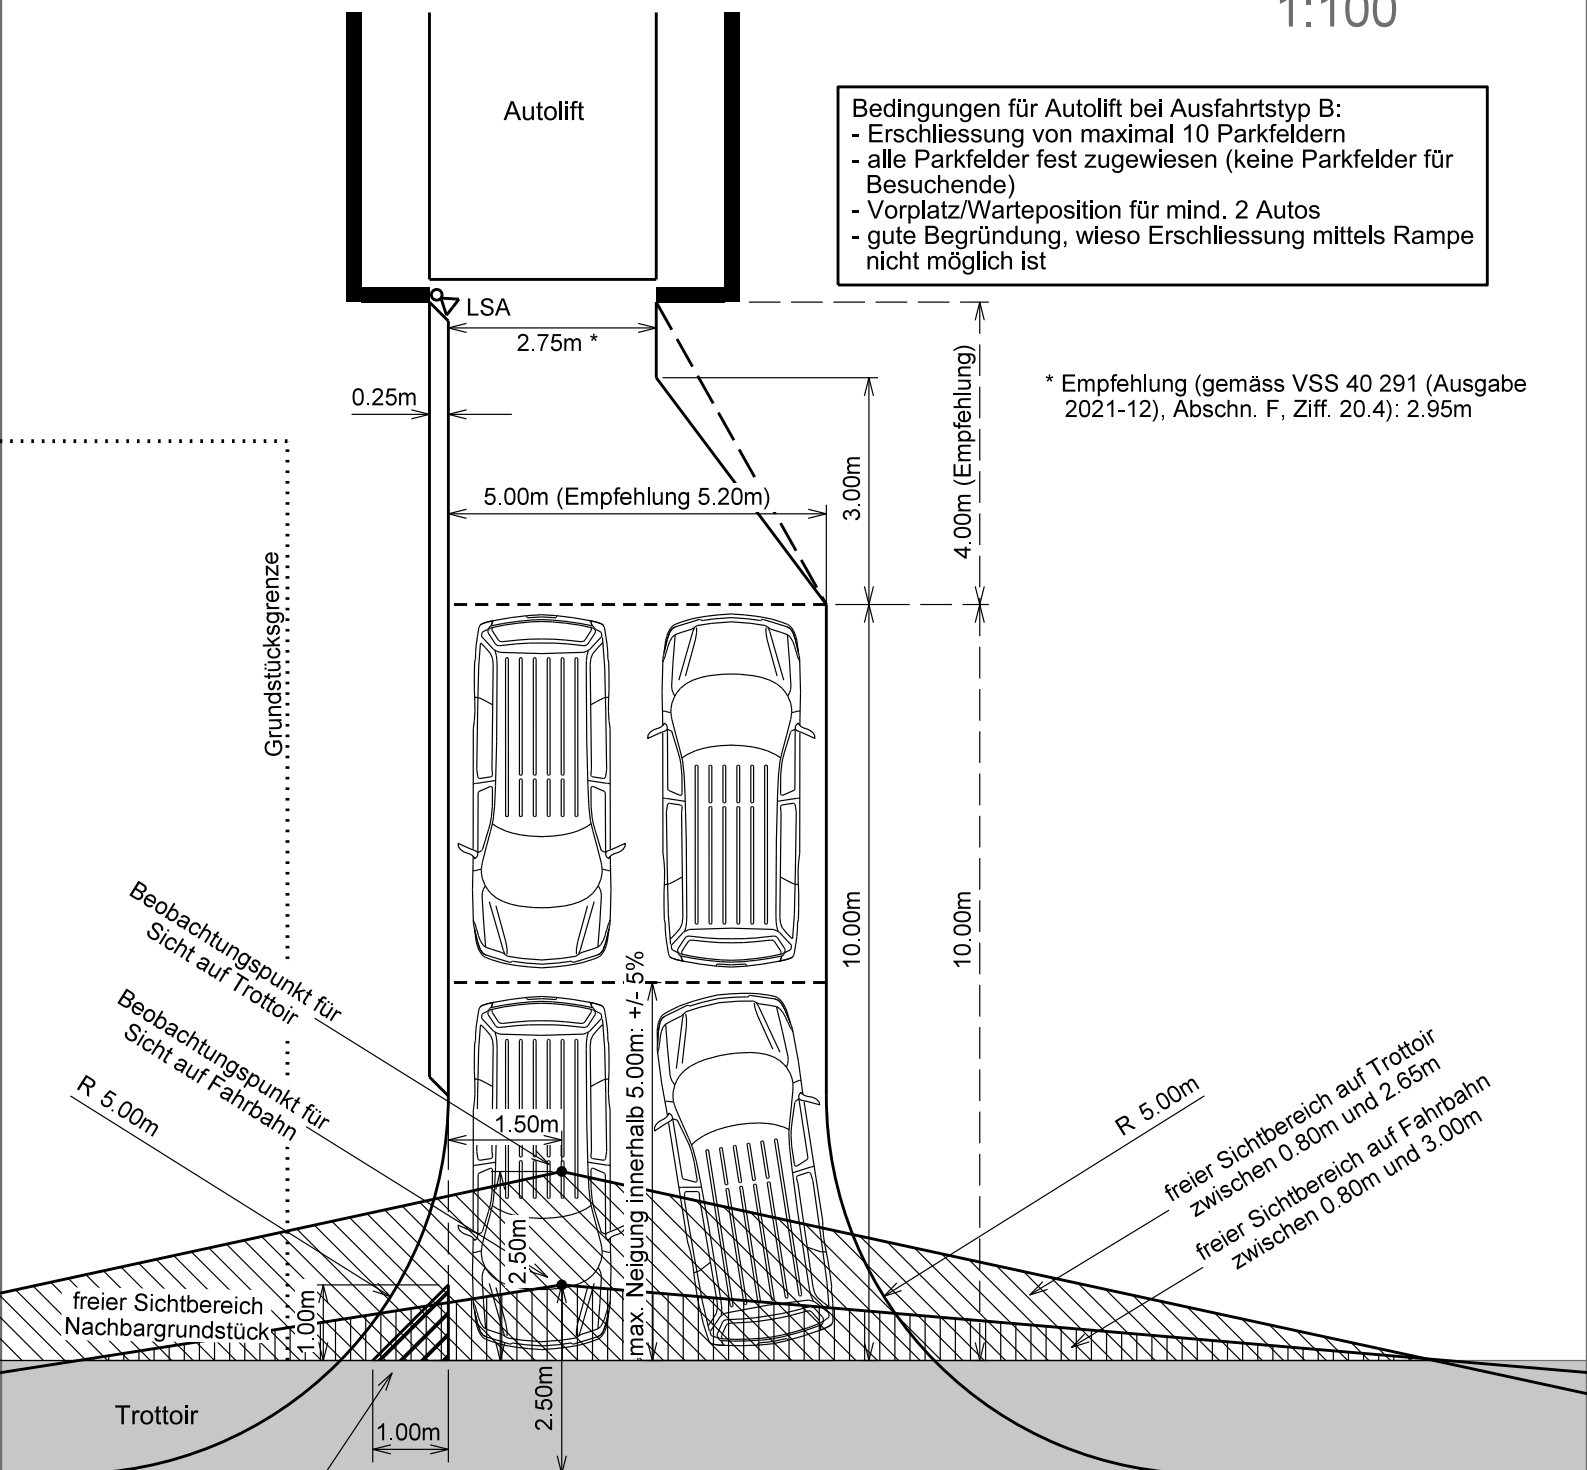 1:100
Autolift
Bedingungen für Autolift bei Ausfahrtstyp B:
- Erschliessung von maximal 10 Parkfeldern
- alle Parkfelder fest zugewiesen (keine Parkfelder für
Besuchende)
- Vorplatz/Warteposition für mind. 2 Autos
- gute Begründung, wieso Erschliessung mittels Rampe
nicht möglich ist
LSA
2.75m *
0.25m
* Empfehlung (gemäss VSS 40 291 (Ausgabe
2021-12), Abschn. F, Ziff. 20.4): 2.95m
5.00m (Empfehlung 5.20m)
3.00m
4.00m (Empfehlung)
Grundstücksgrenze
10.00m
10.00m
Beobachtungspunkt für
Sicht auf Trottoir
Beobachtungspunkt für
Sicht auf Fahrbahn
R 5.00m
1.50m
max. Neigung innerhalb 5.00m: +/- 5%
R 5.00m
freier Sichtbereich auf Trottoir
zwischen 0.80m und 2.65m
freier Sichtbereich auf Fahrbahn
zwischen 0.80m und 3.00m
2.50m
freier Sichtbereich
Nachbargrundstück
1.00m
Trottoir
1.00m
2.50m